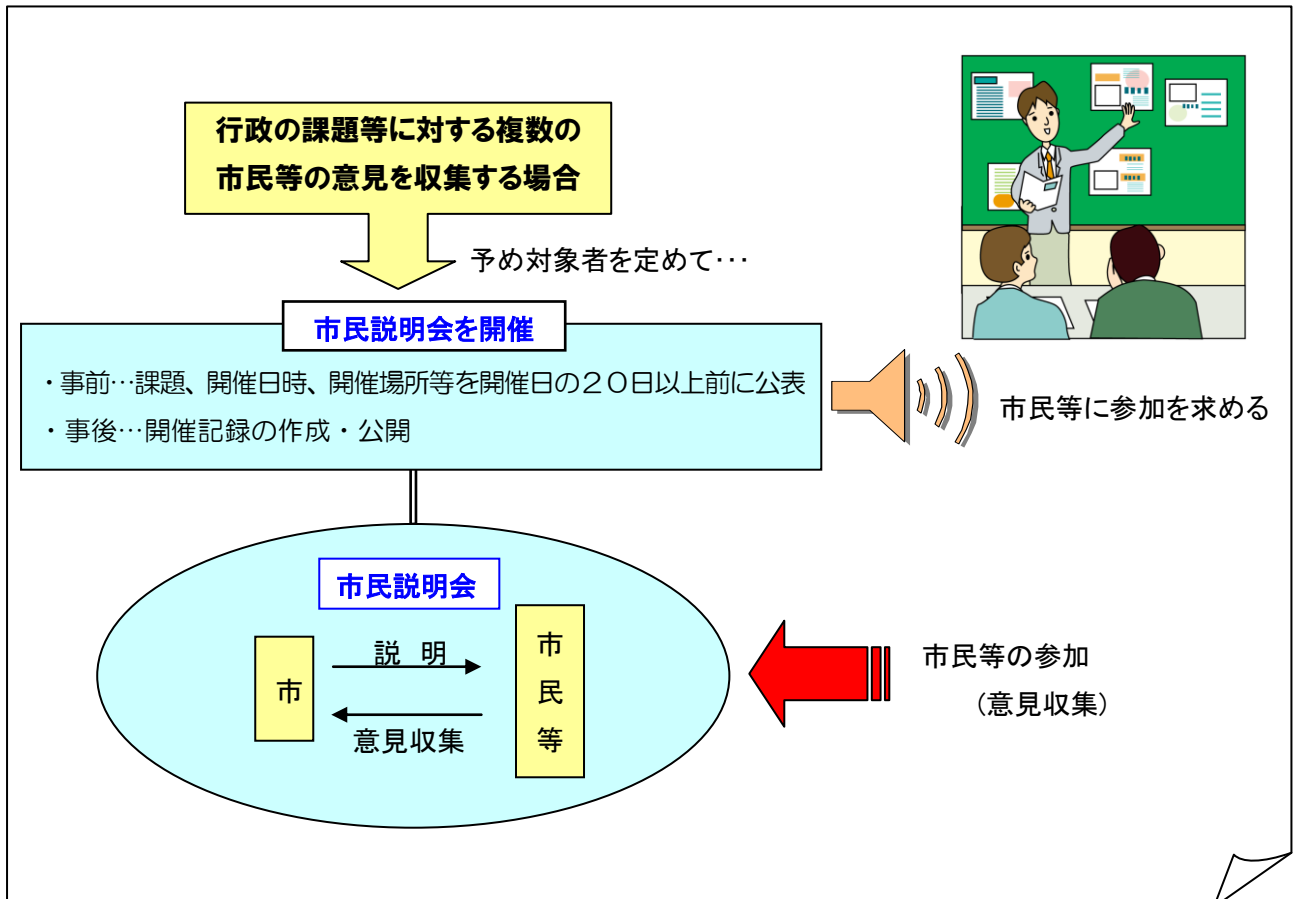 行政の課題等に対する複数の
市民等の意見を収集する場合
予め対象者を定めて･･･
市民説明会を開催
・事前…課題、開催日時、開催場所等を開催日の２０日以上前に公表
・事後…開催記録の作成・公開
市民等に参加を求める
市民説明会
市
説　明
意見収集
市民等
市民等の参加
（意見収集）